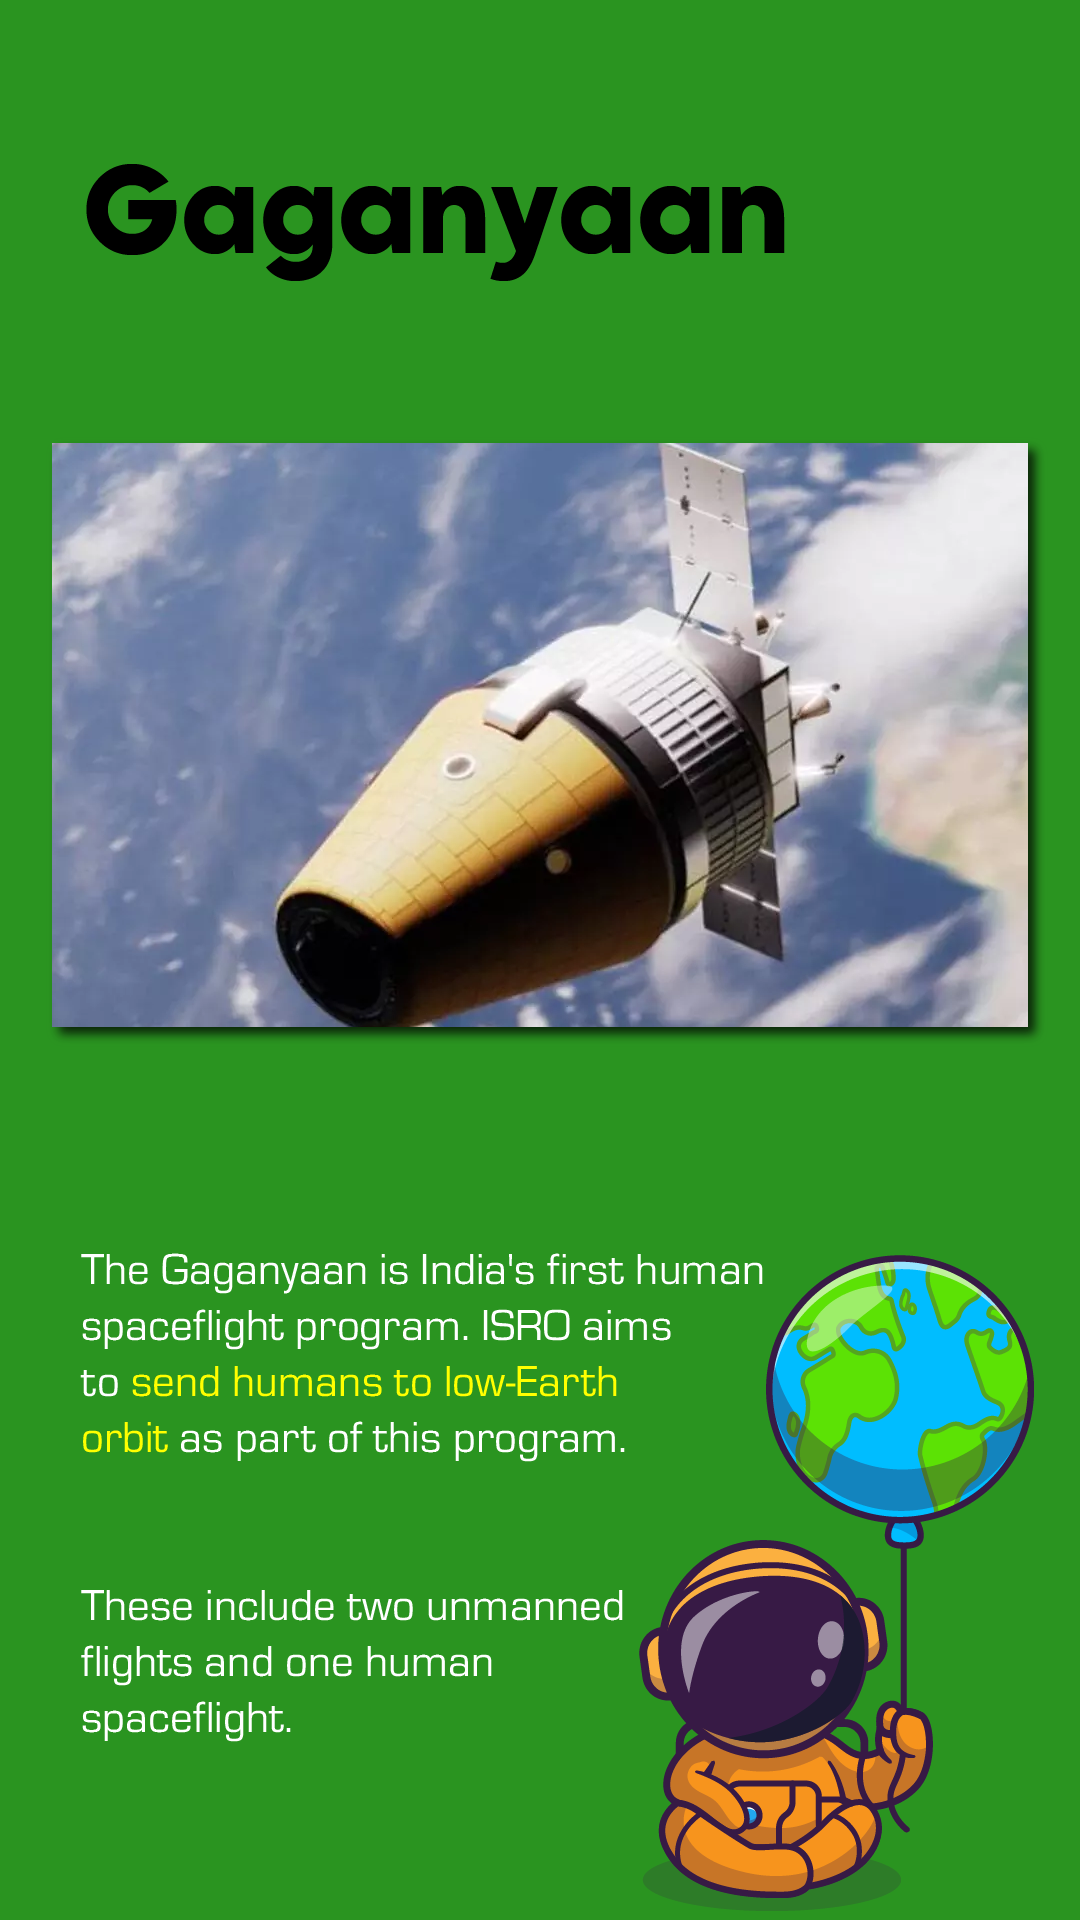 Gaganyaan
The Gaganyaan is India's first human
spaceflight program. ISRO aims
to send humans to low-Earth
orbit as part of this program.
These include two unmanned
flights and one human
spaceflight.